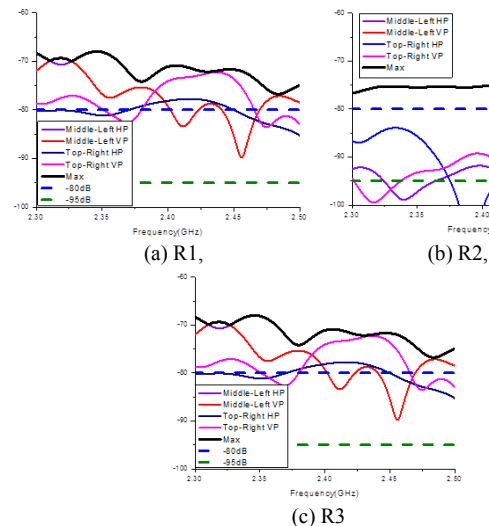 -60
-70
-80
-90
-100
2.30
2.35
2.40
2.45
2.50
Frequency(GHz)
Middle-Left HP
Middle-Left VP
Top-Right HP
Top-Right VP
Max
-80dB
-95dB
(a) R1,
-60
-70
-80
-90
-100
2.30
2.35
2.40
Frequency
Middle-Left HP
Middle-Left VP
Top-Right HP
Top-Right VP
Max
(b) R2,
-60
-70
-80
-90
-100
2.30
2.35
2.40
2.45
2.50
Frequency(GHz)
Middle-Left HP
Middle-Left VP
Top-Right HP
Top-Right VP
Max
-80dB
-95dB
(c) R3